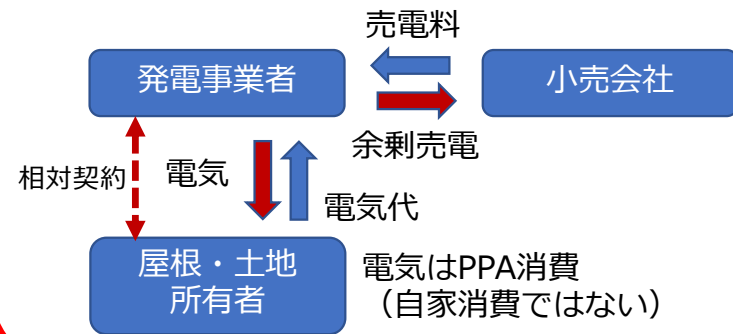 売電料
発電事業者
小売会社
余剰売電
相対契約
電気
電気代
屋根・土地
所有者
電気はPPA消費
（自家消費ではない）